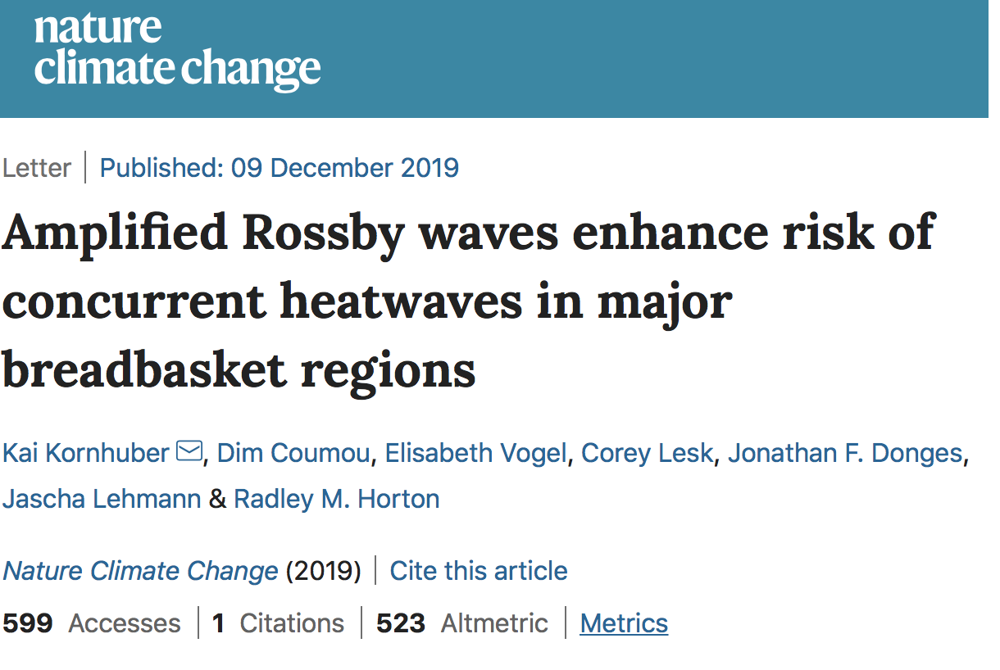 nature
climate change
Letter | Published: 09 December 2019
Amplified Rossby waves enhance risk of
concurrent heatwaves in major
breadbasket regions
Kai Kornhuber, Dim Coumou, Elisabeth Vogel, Corey Lesk, Jonathan F. Donges,
Jascha Lehmann & Radley M. Horton
Nature Climate Change (2019) | Cite this article
599 Accesses | 1 Citations | 523 Altmetric | Metrics